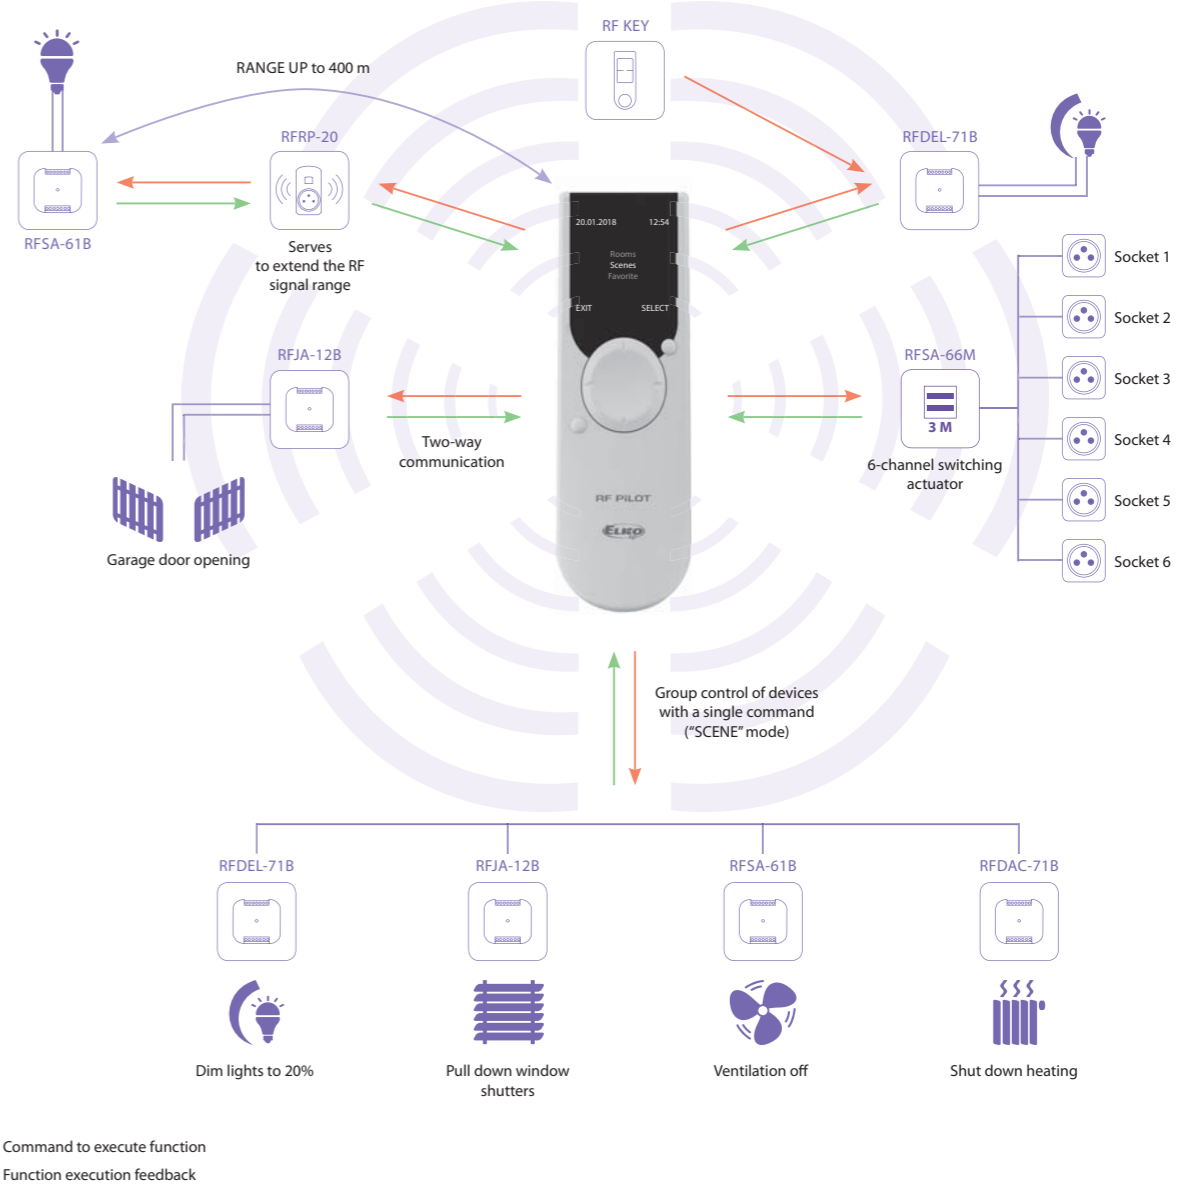 RF KEY
RANGE UP to 400 m
RFRP-20
RFDEL-71B
RFSA-61B
Serves
to extend the RF
signal range
20.01.2018 12:54
Rooms
Scenes
Favorite
EXIT SELECT
Socket 1
Socket 2
Socket 3
Socket 4
Socket 5
Socket 6
RFJA-12B
RFSA-66M
3 M
Two-way
communication
6-channel switching
actuator
RF PILOT
ELKO
Garage door opening
Group control of devices
with a single command
(“SCENE” mode)
RFDEL-71B
RFJA-12B
RFSA-61B
RFDAC-71B
Dim lights to 20%
Pull down window
shutters
Ventilation off
Shut down heating
Command to execute function
Function execution feedback